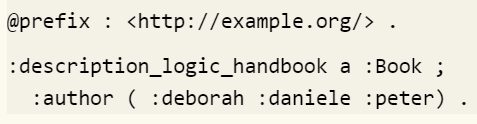 @prefix : <http://example.org/> .
:description_logic_handbook a :Book ;
:author ( :deborah :daniele :peter) .